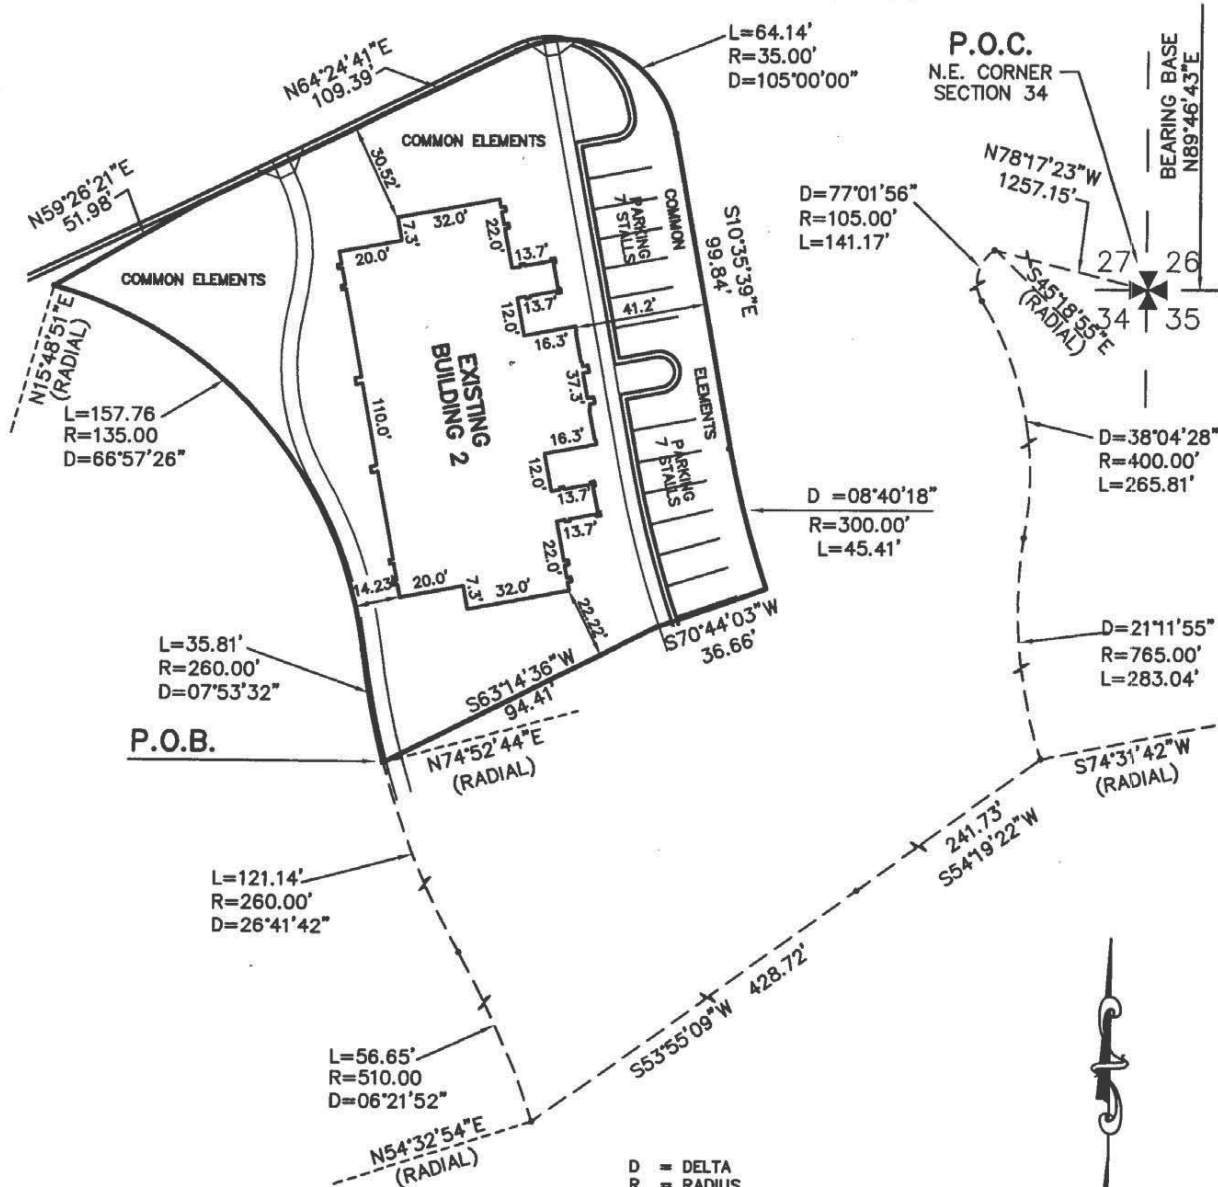 L=64.14'
R=35.00'
D=105°00'00"
P.O.C.
N.E. CORNER
SECTION 34
BEARING BASE
N89°46'43"E
N64°24'41"E
109.39'
COMMON ELEMENTS
30.52'
N78°17'23"W
1257.15'
N59°26'21"E
51.98'
D=77°01'56"
R=105.00'
L=141.17'
27
26
34
35
S45°18'55"E
(RADIAL)
COMMON ELEMENTS
7.3'
32.0'
22.0'
20.0'
13.7'
13.7'
12.0'
16.3'
41.2'
PARKING
7 STALLS
COMMON
S10°35'39"E
99.84'
N15°48'51"E
(RADIAL)
L=157.76
R=135.00
D=66°57'26"
EXISTING
BUILDING 2
110.0'
37.3'
16.3'
12.0'
13.7'
13.7'
22.0'
ELEMENTS
PARKING
7 STALLS
D=38°04'28"
R=400.00'
L=265.81'
D =08°40'18"
R=300.00'
L=45.41'
14.23'
20.0'
7.3'
32.0'
22.22'
S70°44'03"W
36.66'
L=35.81'
R=260.00'
D=07°53'32"
S63°14'36"W
94.41'
D=21°11'55"
R=765.00'
L=283.04'
P.O.B.
N74°52'44"E
(RADIAL)
S74°31'42"W
(RADIAL)
241.73'
S54°19'22"W
L=121.14'
R=260.00'
D=26°41'42"
S53°55'09"W 428.72'
L=56.65'
R=510.00
D=06°21'52"
N54°32'54"E
(RADIAL)
D = DELTA
R = RADIUS